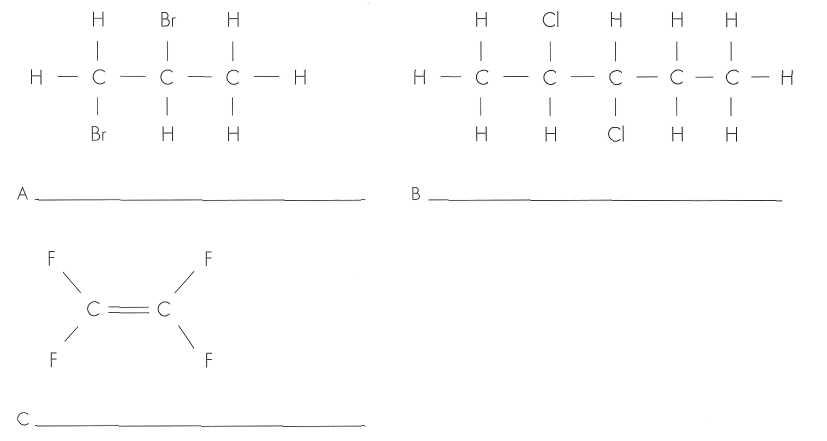 H Br H
H — C — C — C — H
Br H H
H Cl H H H
H — C — C — C — C — C — H
H H Cl H H
A
B
F F
C = C
F F
C